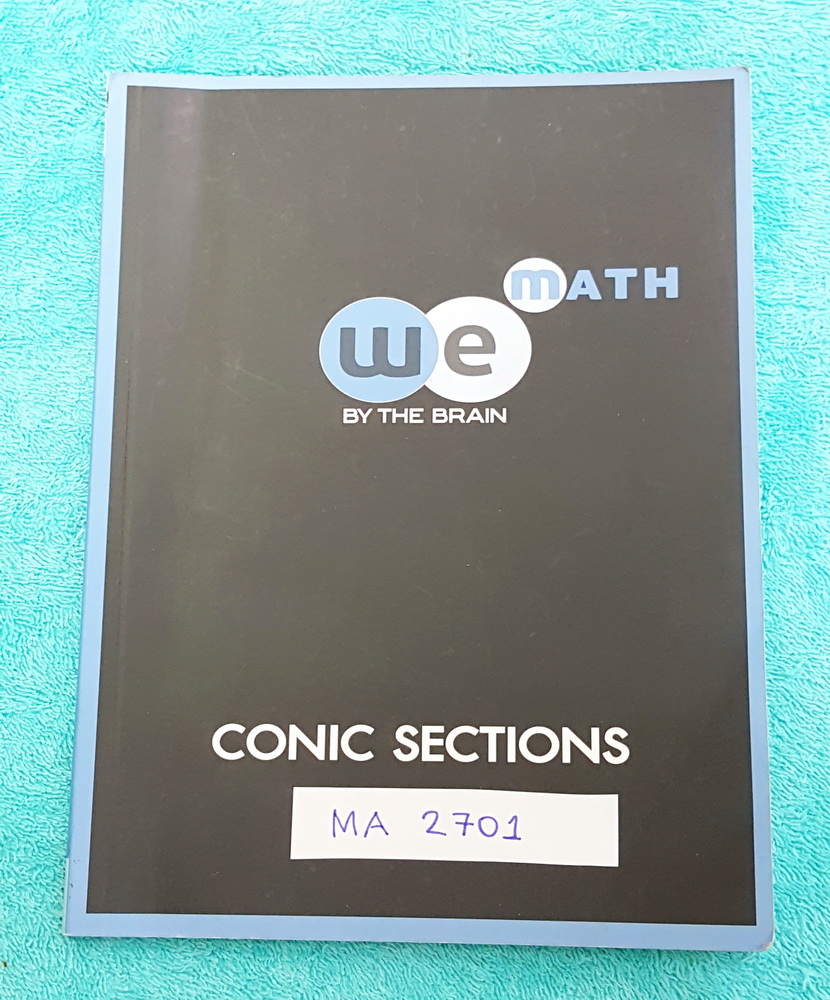 mATH
we
BY THE BRAIN
CONIC SECTIONS
MA 2701